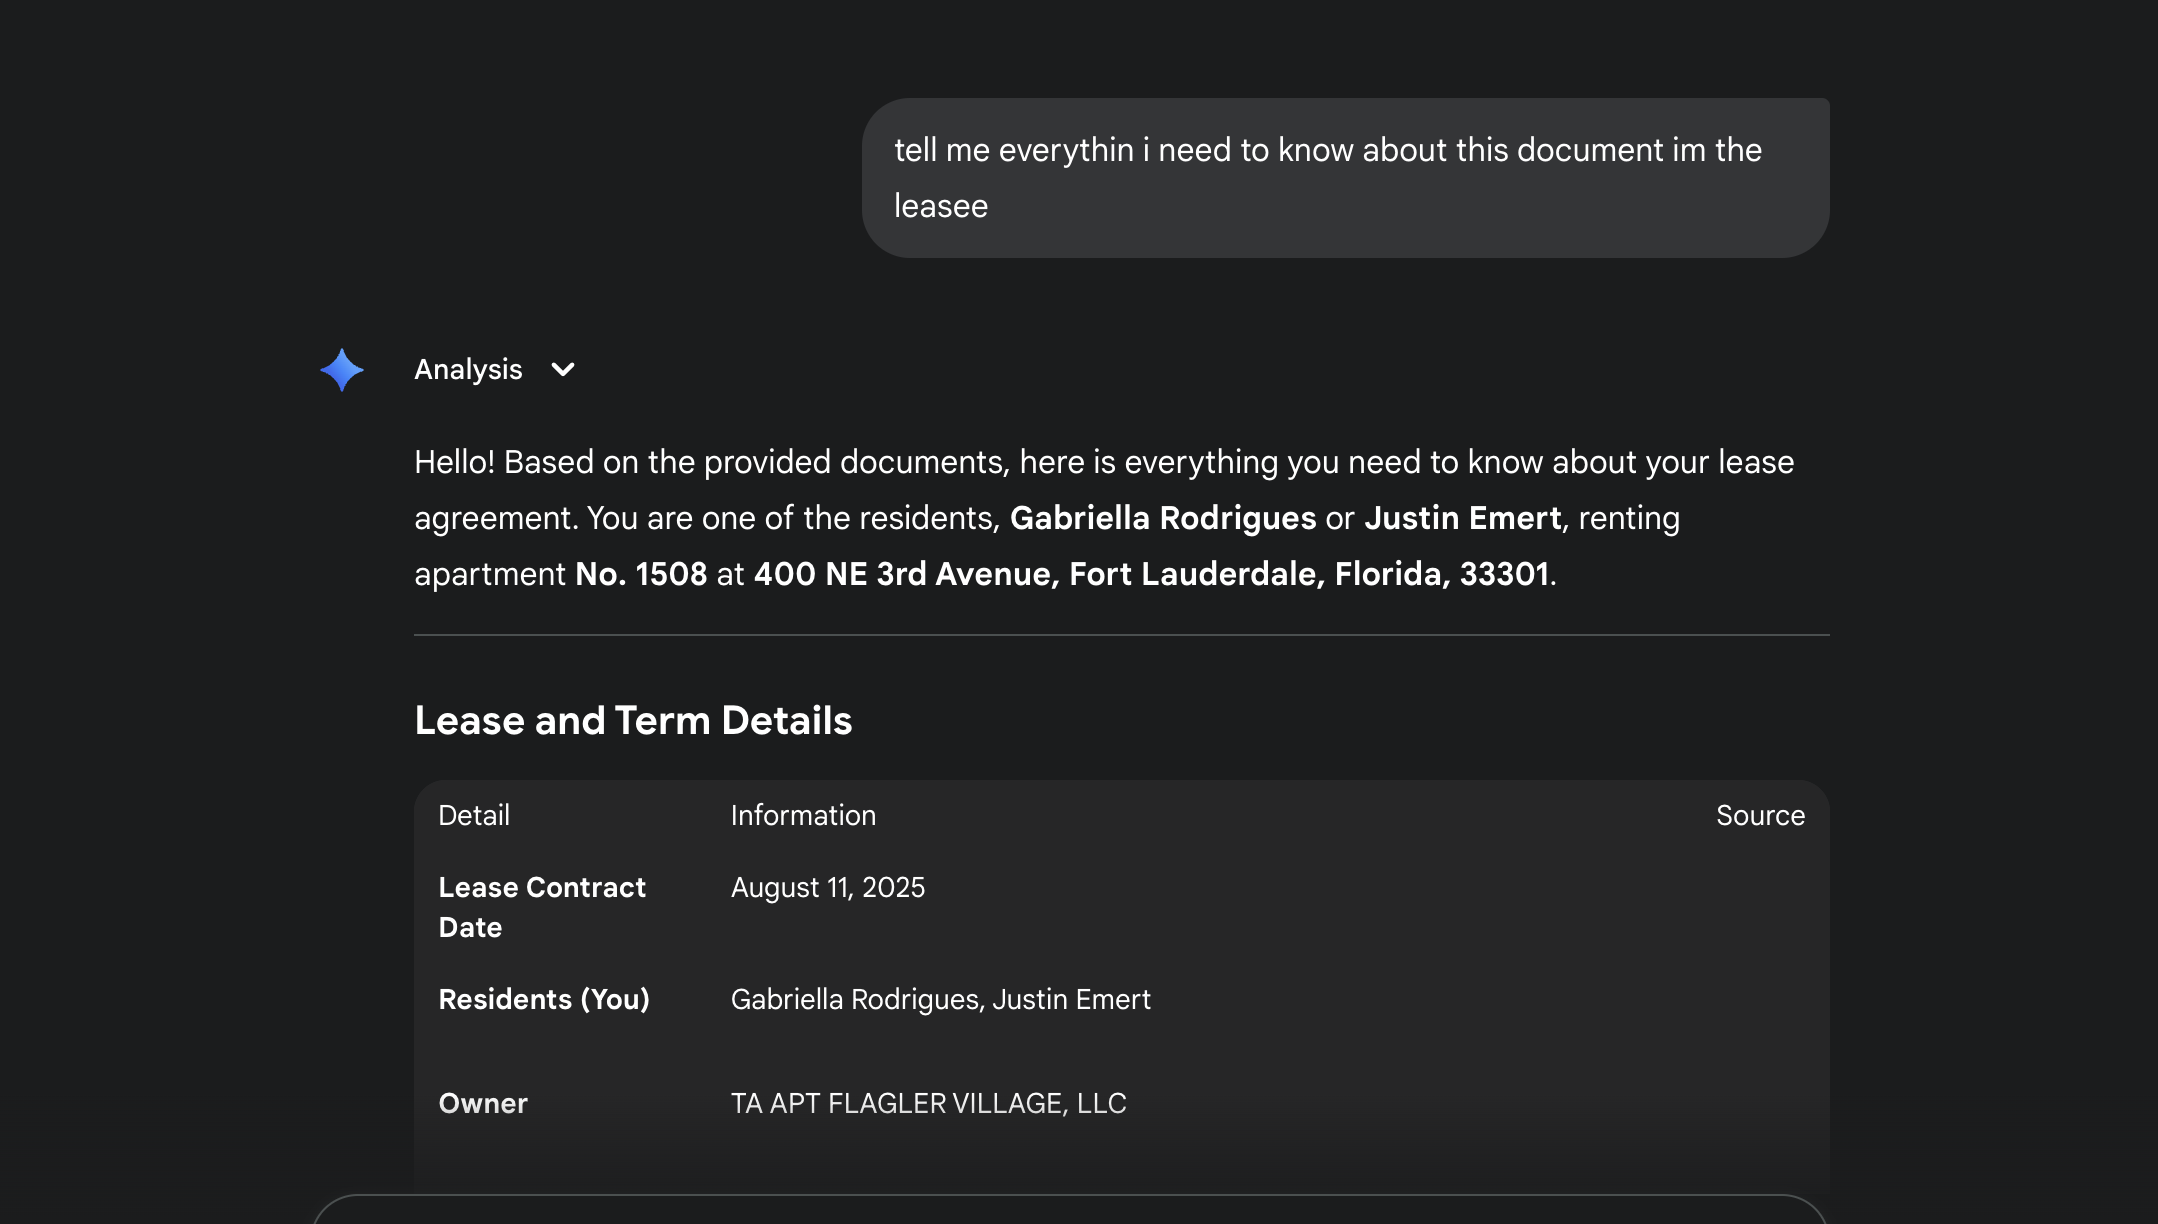 tell me everythin i need to know about this document im the
leasee
Analysis
Hello! Based on the provided documents, here is everything you need to know about your lease
agreement. You are one of the residents, Gabriella Rodrigues or Justin Emert, renting
apartment No. 1508 at 400 NE 3rd Avenue, Fort Lauderdale, Florida, 33301.
Lease and Term Details
Detail Information Source
Lease Contract August 11, 2025
Date
Residents (You) Gabriella Rodrigues, Justin Emert
Owner TA APT FLAGLER VILLAGE, LLC